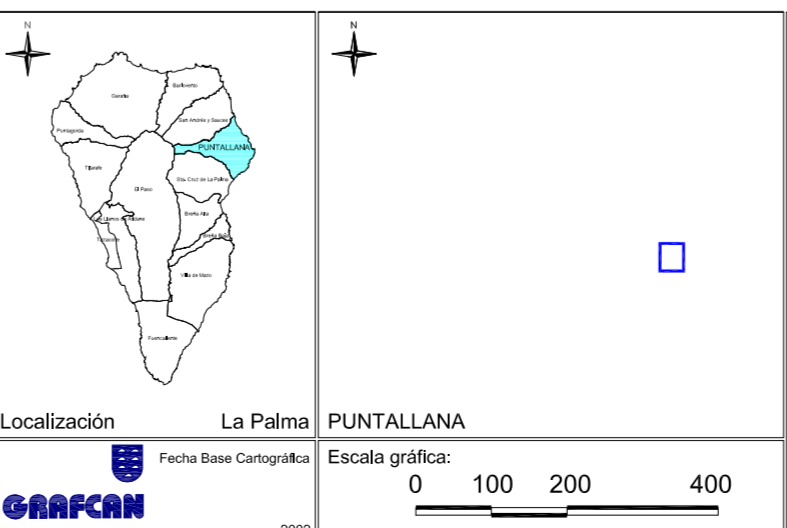 N
Barlovento
Garafía
San Andrés y Sauces
Puntagorda
PUNTALLANA
Tijarafe
Sta. Cruz de La Palma
El Paso
Breña Alta
Los Llanos de Aridane
Breña Baja
Tazacorte
Villa de Mazo
Fuencaliente
Localización La Palma
N
PUNTALLANA
Fecha Base Cartográfica
GRAFCAN
2002
Escala gráfica:
0 100 200 400